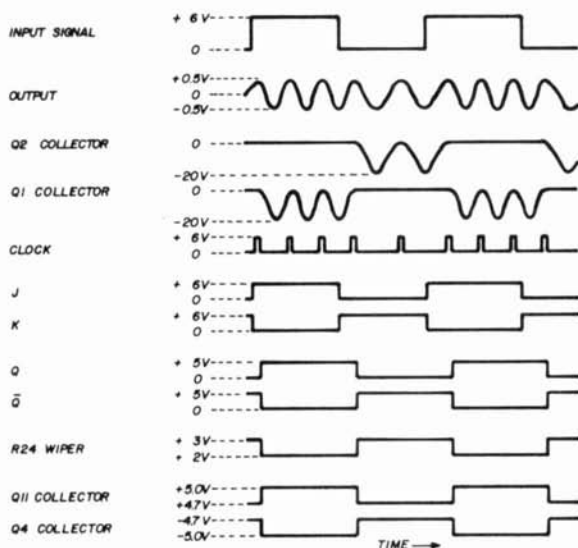 INPUT SIGNAL + 6V 0
OUTPUT +0.5V 0 -0.5V
Q2 COLLECTOR 0 -20V
Q1 COLLECTOR 0 -20V
CLOCK + 6V 0
J + 6V 0
K + 6V 0
Q + 5V 0
Q̅ + 5V 0
R24 WIPER + 3V + 2V
Q11 COLLECTOR +5.0V +4.7V
Q4 COLLECTOR -4.7V -5.0V
TIME →